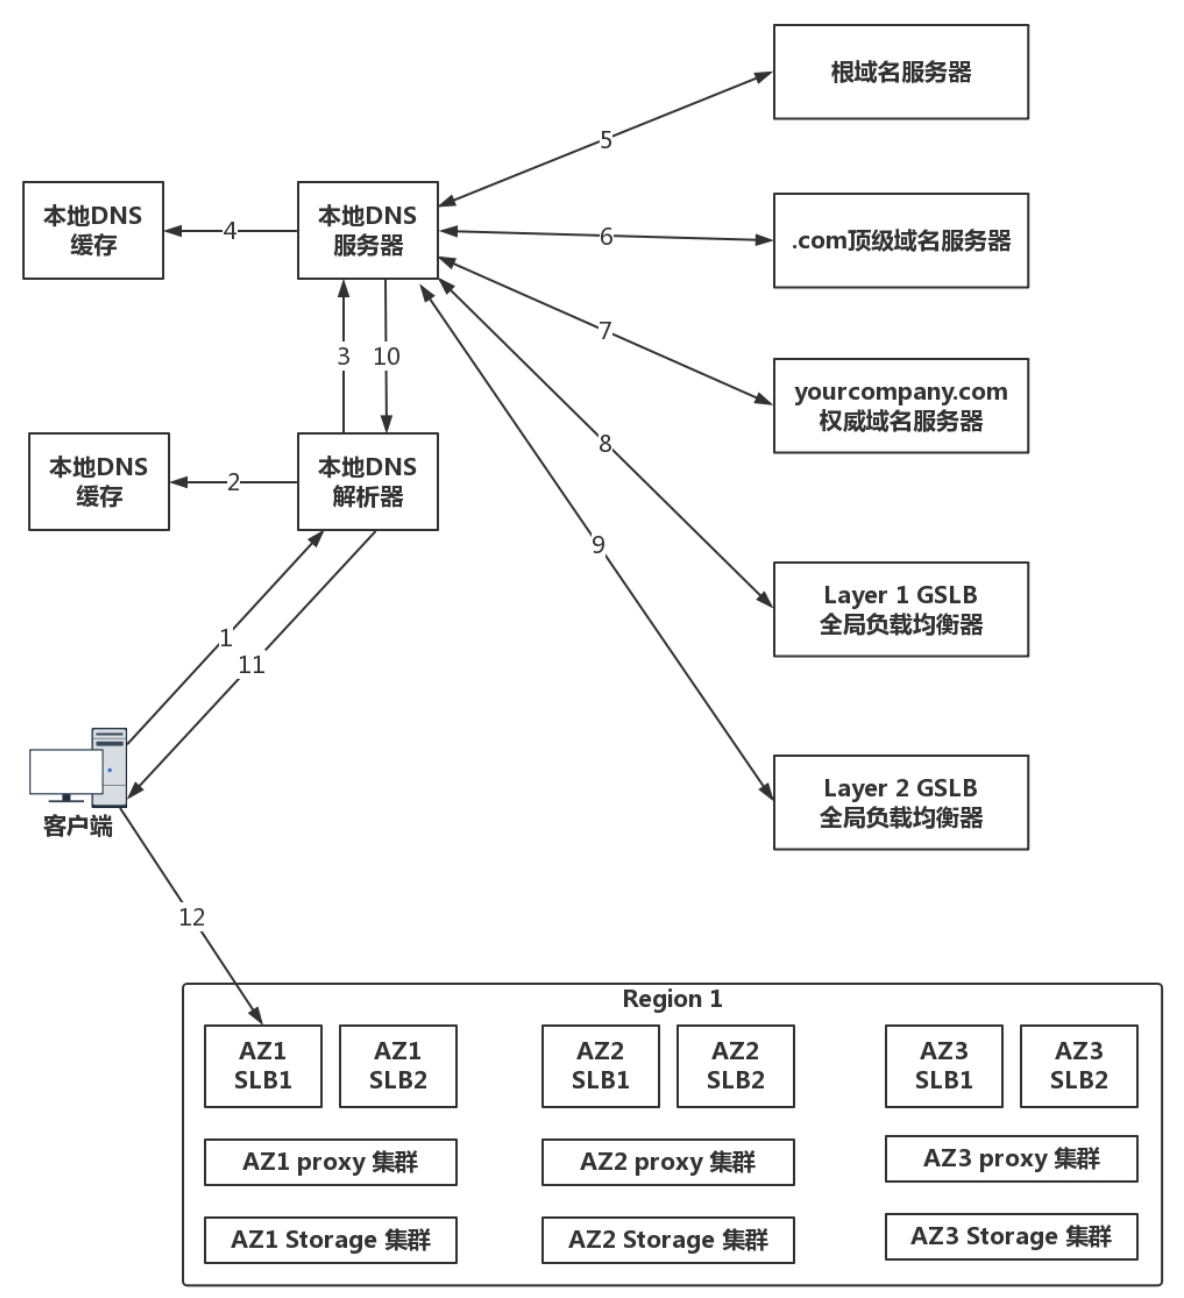 根域名服务器
5
本地DNS
缓存
4
本地DNS
服务器
6
.com顶级域名服务器
7
yourcompany.com
权威域名服务器
3
10
8
本地DNS
缓存
2
本地DNS
解析器
9
Layer 1 GSLB
全局负载均衡器
1
11
Layer 2 GSLB
全局负载均衡器
客户端
12
Region 1
AZ1
SLB1
AZ1
SLB2
AZ2
SLB1
AZ2
SLB2
AZ3
SLB1
AZ3
SLB2
AZ1 proxy 集群
AZ2 proxy 集群
AZ3 proxy 集群
AZ1 Storage 集群
AZ2 Storage 集群
AZ3 Storage 集群